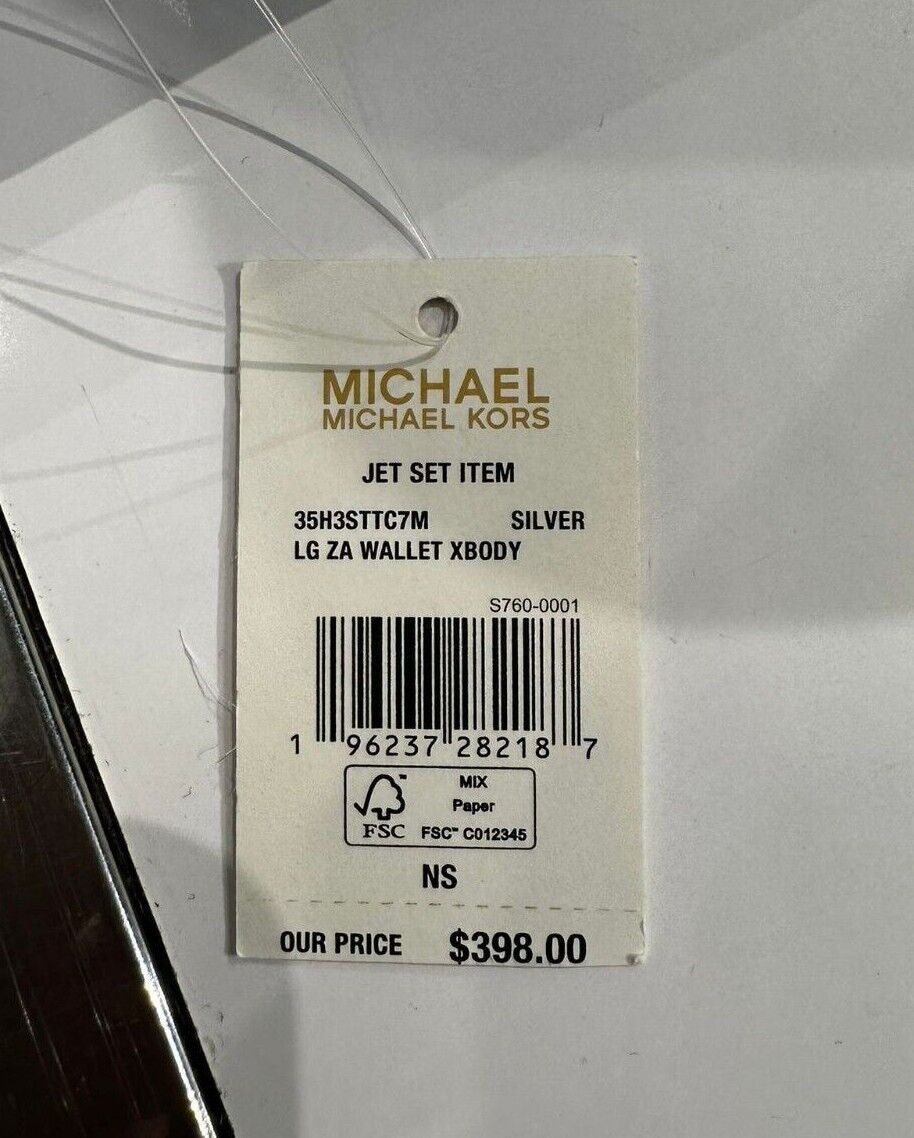 MICHAEL
MICHAEL KORS
JET SET ITEM
35H3STTC7M SILVER
LG ZA WALLET XBODY
S760-0001
1 96237 28218 7
FSC
MIX
Paper
FSC™ C012345
NS
OUR PRICE $398.00